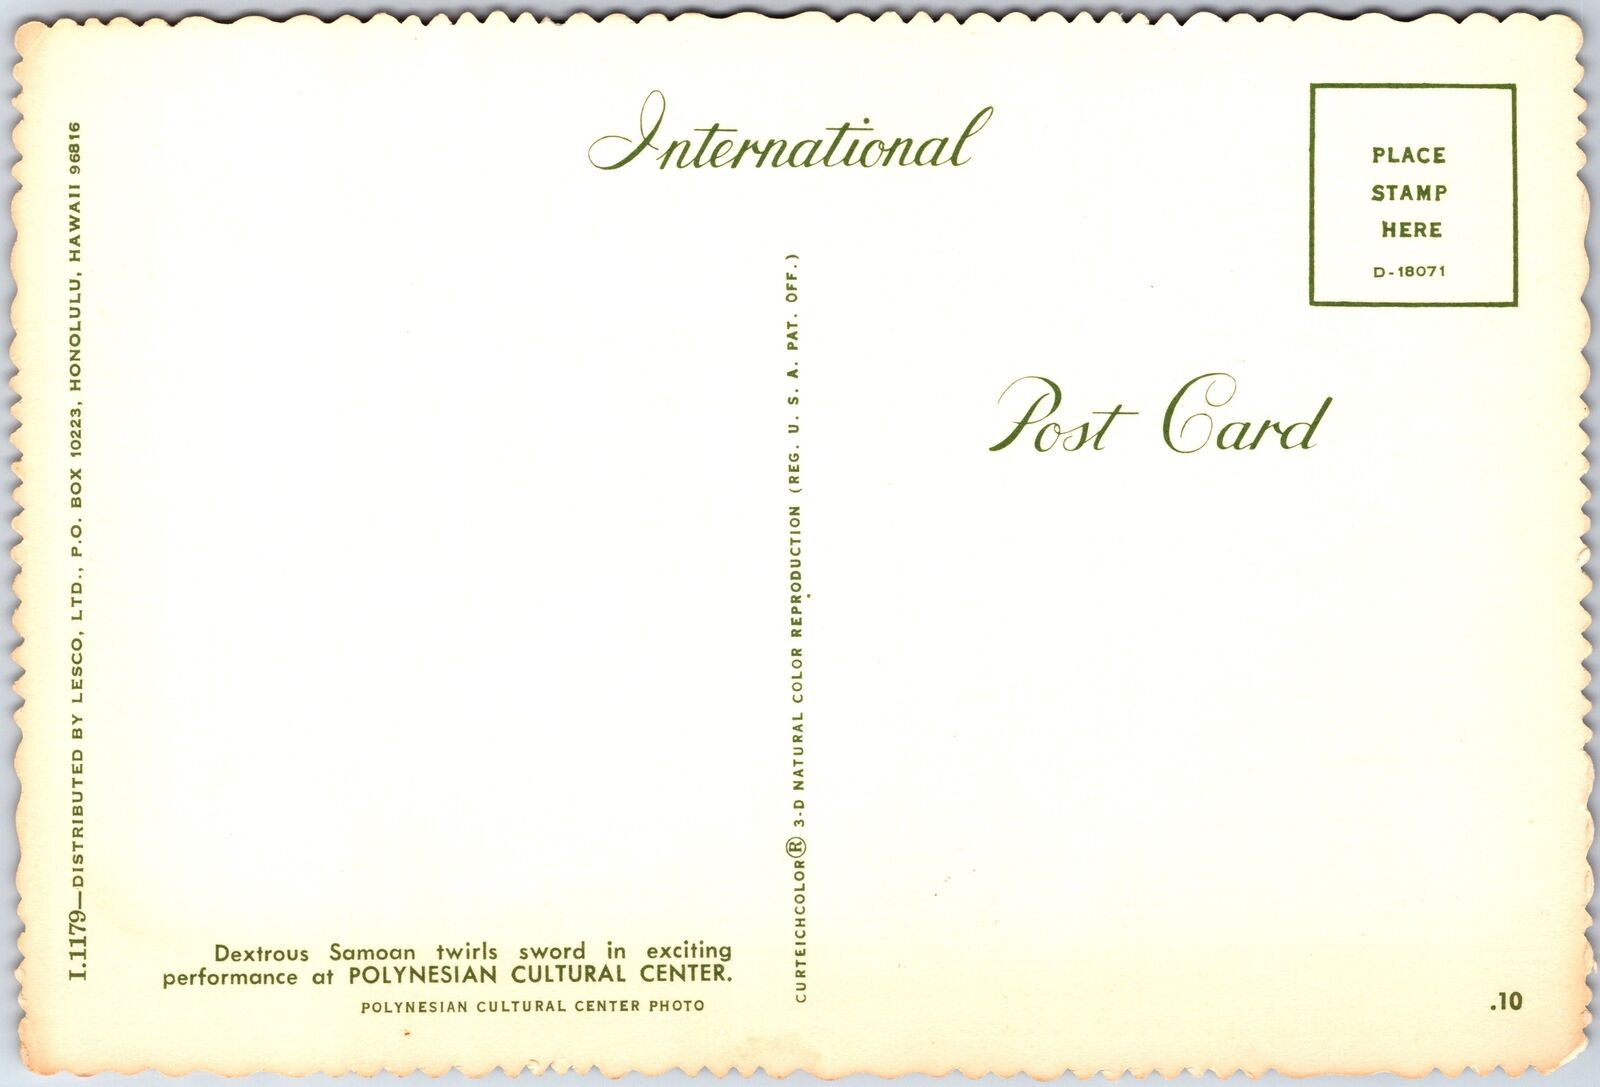 International
PLACE
STAMP
HERE
D-18071
Post Card
I.1179—DISTRIBUTED BY LESCO, LTD., P.O. BOX 10223, HONOLULU, HAWAII 96816
CURTEICHCOLOR® 3-D NATURAL COLOR REPRODUCTION (REG. U. S. A. PAT. OFF.)
Dextrous Samoan twirls sword in exciting
performance at POLYNESIAN CULTURAL CENTER.
POLYNESIAN CULTURAL CENTER PHOTO
.10